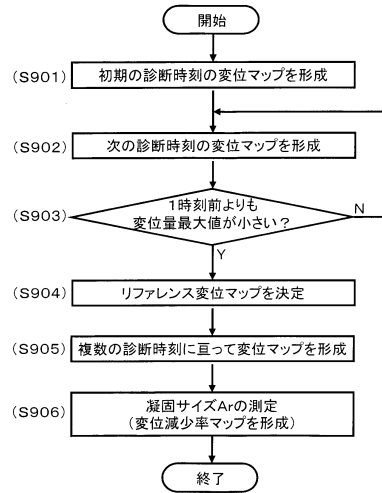 開始
(S901)
初期の診断時刻の変位マップを形成
(S902)
次の診断時刻の変位マップを形成
(S903)
1時刻前よりも
変位量最大値が小さい?
N
Y
(S904)
リファレンス変位マップを決定
(S905)
複数の診断時刻に亘って変位マップを形成
(S906)
凝固サイズArの測定
(変位減少率マップを形成)
終了